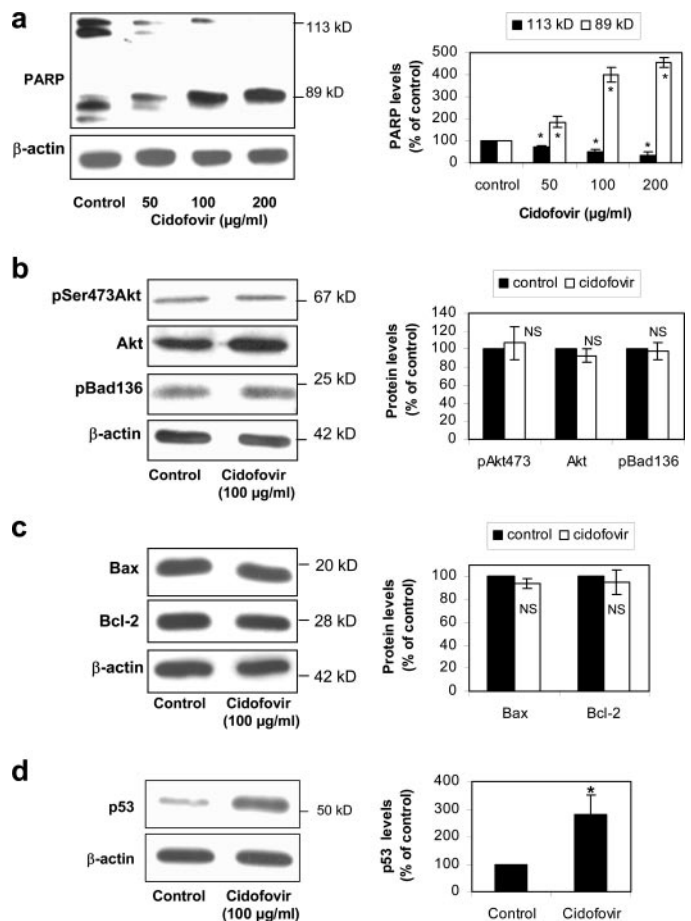 a
113 kD
PARP
89 kD
β-actin
Control 50 100 200
Cidofovir (µg/ml)
113 kD 89 kD
PARP levels
(% of control)
500
400
300
200
100
0
* * * * * *
control 50 100 200
Cidofovir (µg/ml)
b
pSer473Akt 67 kD
Akt
pBad136 25 kD
β-actin 42 kD
Control Cidofovir
(100 µg/ml)
control cidofovir
Protein levels
(% of control)
140
120
100
80
60
40
20
0
NS NS NS
pAkt473 Akt pBad136
c
Bax 20 kD
Bcl-2 28 kD
β-actin 42 kD
Control Cidofovir
(100 µg/ml)
control cidofovir
Protein levels
(% of control)
120
100
80
60
40
20
0
NS NS
Bax Bcl-2
d
p53 50 kD
β-actin
Control Cidofovir
(100 µg/ml)
p53 levels
(% of control)
400
300
200
100
0
*
Control Cidofovir